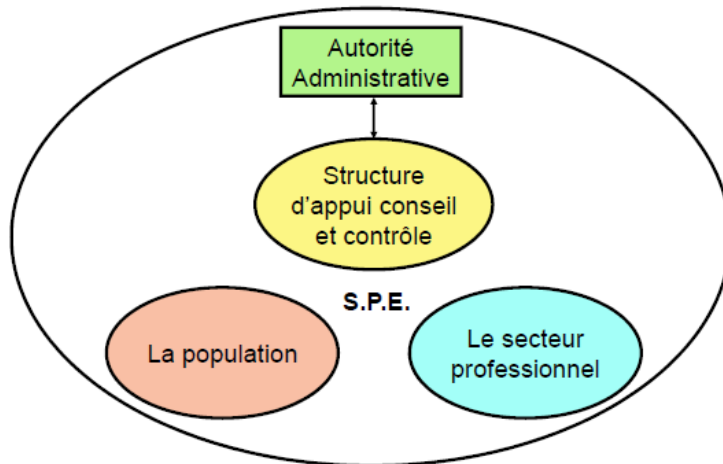 Autorité
Administrative
Structure
d'appui conseil
et contrôle
S.P.E.
La population
Le secteur
professionnel